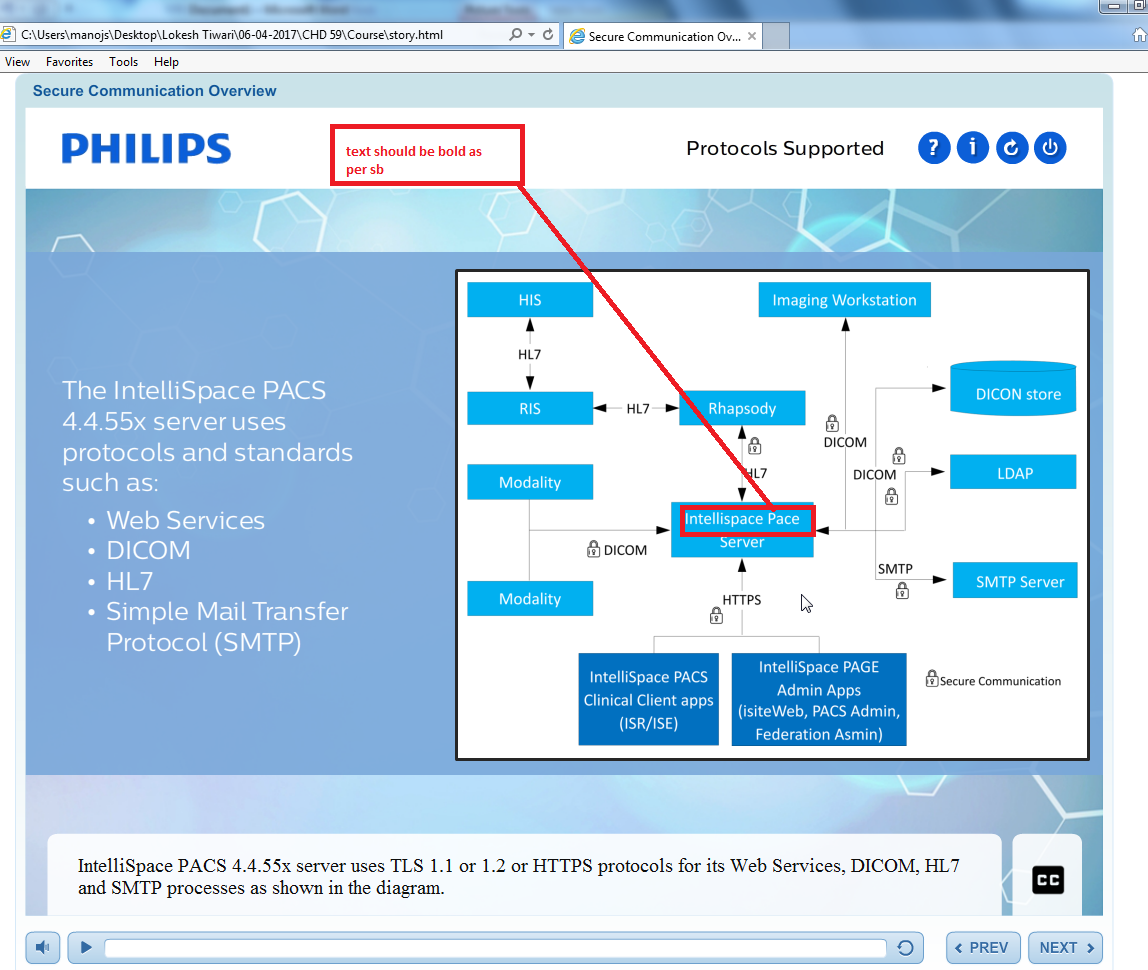 C:\Users\manojs\Desktop\Lokesh Tiwari\06-04-2017\CHD 59\Course\story.html
Secure Communication Ov...
View Favorites Tools Help
Secure Communication Overview
PHILIPS
text should be bold as
per sb
Protocols Supported
The IntelliSpace PACS
4.4.55x server uses
protocols and standards
such as:
• Web Services
• DICOM
• HL7
• Simple Mail Transfer
Protocol (SMTP)
HIS
Imaging Workstation
HL7
RIS
HL7
Rhapsody
DICON store
DICOM
HL7
DICOM
LDAP
Modality
Intellispace Pace
Server
DICOM
SMTP
SMTP Server
Modality
HTTPS
IntelliSpace PACS
Clinical Client apps
(ISR/ISE)
IntelliSpace PAGE
Admin Apps
(isiteWeb, PACS Admin,
Federation Asmin)
Secure Communication
IntelliSpace PACS 4.4.55x server uses TLS 1.1 or 1.2 or HTTPS protocols for its Web Services, DICOM, HL7
and SMTP processes as shown in the diagram.
CC
PREV
NEXT